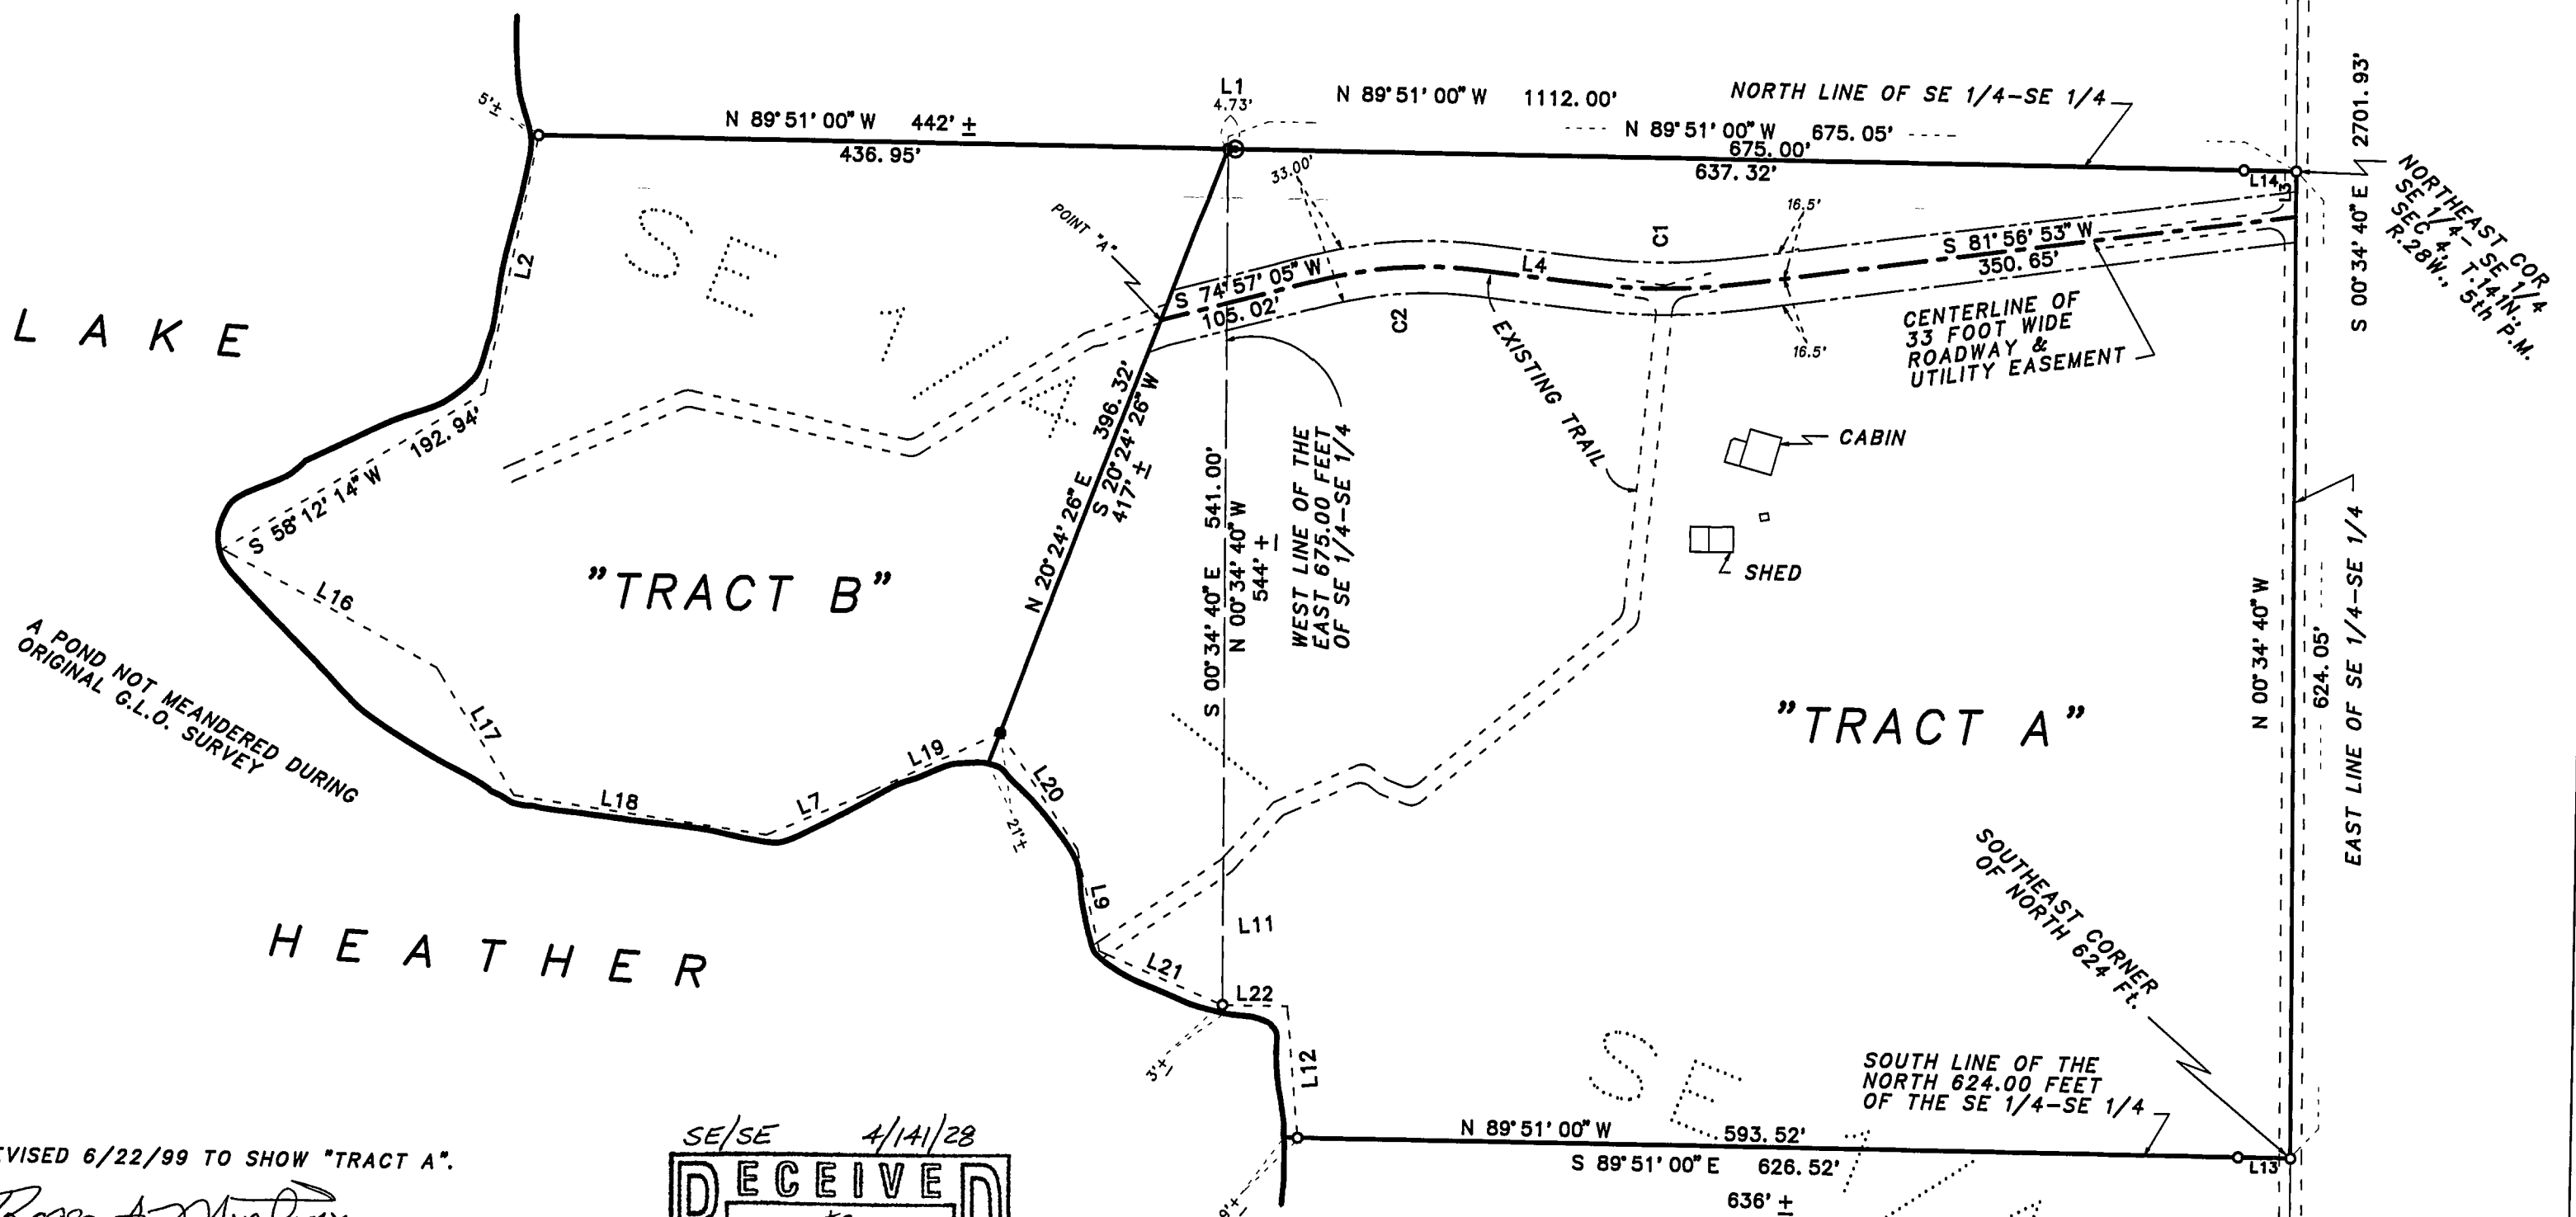 L1
4.73'
N 89°51'00" W 1112.00'
NORTH LINE OF SE 1/4-SE 1/4
5'±
N 89°51'00" W 442' ±
436.95'
N 89°51'00" W 675.05'
675.00'
637.32'
L14
L3
S 00°34'40" E 2701.93'
NORTHEAST COR
SE 1/4- SE 1/4
SEC 4, T.141N.,
R.28W., 5th P.M.
33.00'
16.5'
16.5'
C1
C2
L4
S 81°56'53" W
350.65'
S 74°57'05" W
105.02'
POINT "A"
CENTERLINE OF
33 FOOT WIDE
ROADWAY &
UTILITY EASEMENT
EXISTING TRAIL
CABIN
SHED
SE 1/4
L2
LAKE
S 58°12'14" W 192.94'
"TRACT B"
N 20°24'26" E 396.32'
S 20°24'26" W
417' ±
S 00°34'40" E 541.00'
N 00°34'40" W
544' ±
WEST LINE OF THE
EAST 675.00 FEET
OF SE 1/4-SE 1/4
"TRACT A"
N 00°34'40" W
624.05'
EAST LINE OF SE 1/4-SE 1/4
A POND NOT MEANDERED DURING
ORIGINAL G.L.O. SURVEY
L16
L17
L18
L7
L19
L20
21'±
L9
L11
L21
L22
3'±
L12
HEATHER
SOUTHEAST CORNER
OF NORTH 624 Ft.
SE
SOUTH LINE OF THE
NORTH 624.00 FEET
OF THE SE 1/4-SE 1/4
N 89°51'00" W 593.52'
S 89°51'00" E 626.52'
636' ±
L13
EVISED 6/22/99 TO SHOW "TRACT A".
SE/SE 4/141/28
RECEIVED